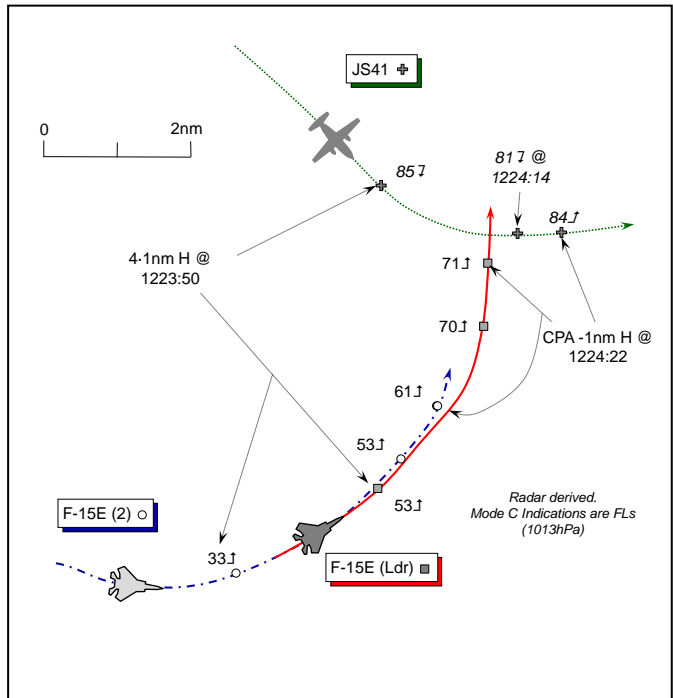 JS41
0
2nm
85↴
81↴ @
1224:14
84⤴
4·1nm H @
1223:50
71⤴
70⤴
CPA -1nm H @
1224:22
61⤴
53⤴
53⤴
Radar derived.
Mode C Indications are FLs
(1013hPa)
F-15E (2)
33⤴
F-15E (Ldr)